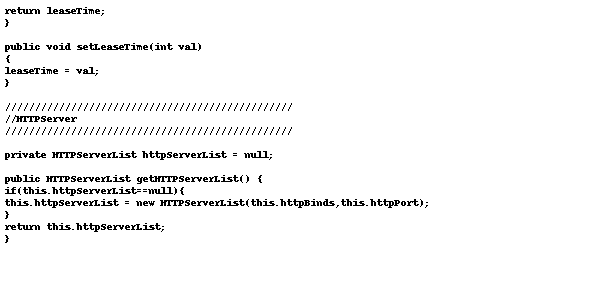 return leaseTime;
}
public void setLeaseTime(int val)
{
leaseTime = val;
}
////////////////////////////////////////////////
//HTTPServer
////////////////////////////////////////////////
private HTTPServerList httpServerList = null;
public HTTPServerList getHTTPServerList() {
if(this.httpServerList==null){
this.httpServerList = new HTTPServerList(this.httpBinds,this.httpPort);
}
return this.httpServerList;
}